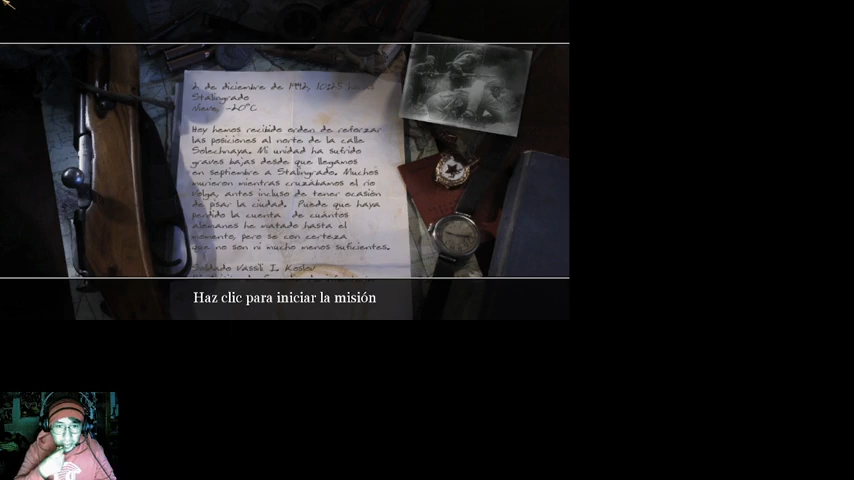 2 de diciembre de 1942, 10:25 horas
Stalingrado
Nieve, -20°C
Hoy hemos recibido orden de reforzar
las posiciones al norte de la calle
Solechnaya. Mi unidad ha sufrido
graves bajas desde que llegamos
en septiembre a Stalingrado. Muchos
murieron mientras cruzábamos el río
Volga, antes incluso de tener ocasión
de pisar la ciudad. Puede que haya
perdido la cuenta de cuántos
alemanes he matado hasta el
momento, pero sé con certeza
que no son ni mucho menos suficientes.
Soldado Vassili I. Koslov
Haz clic para iniciar la misión